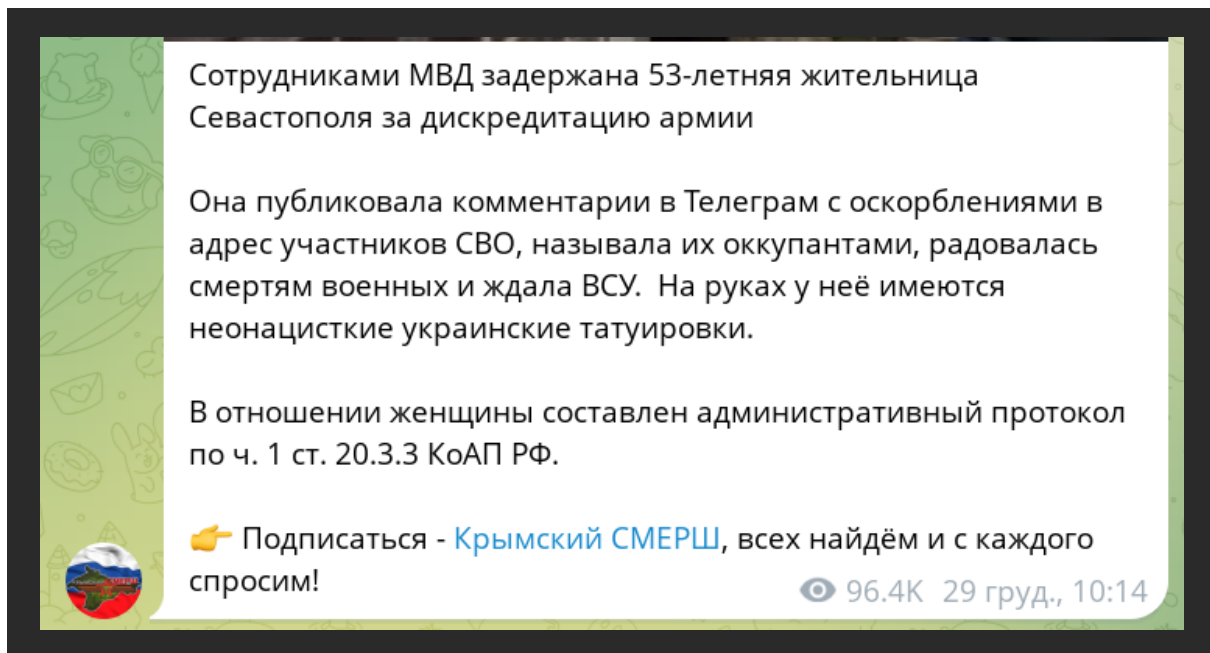 Сотрудниками МВД задержана 53-летняя жительница
Севастополя за дискредитацию армии
Она публиковала комментарии в Телеграм с оскорблениями в
адрес участников СВО, называла их оккупантами, радовалась
смертям военных и ждала ВСУ.  На руках у неё имеются
неонацисткие украинские татуировки.
В отношении женщины составлен административный протокол
по ч. 1 ст. 20.3.3 КоАП РФ.
👉 Подписаться - Крымский СМЕРШ, всех найдём и с каждого
спросим!
96.4K 29 груд., 10:14
СМЕРШ